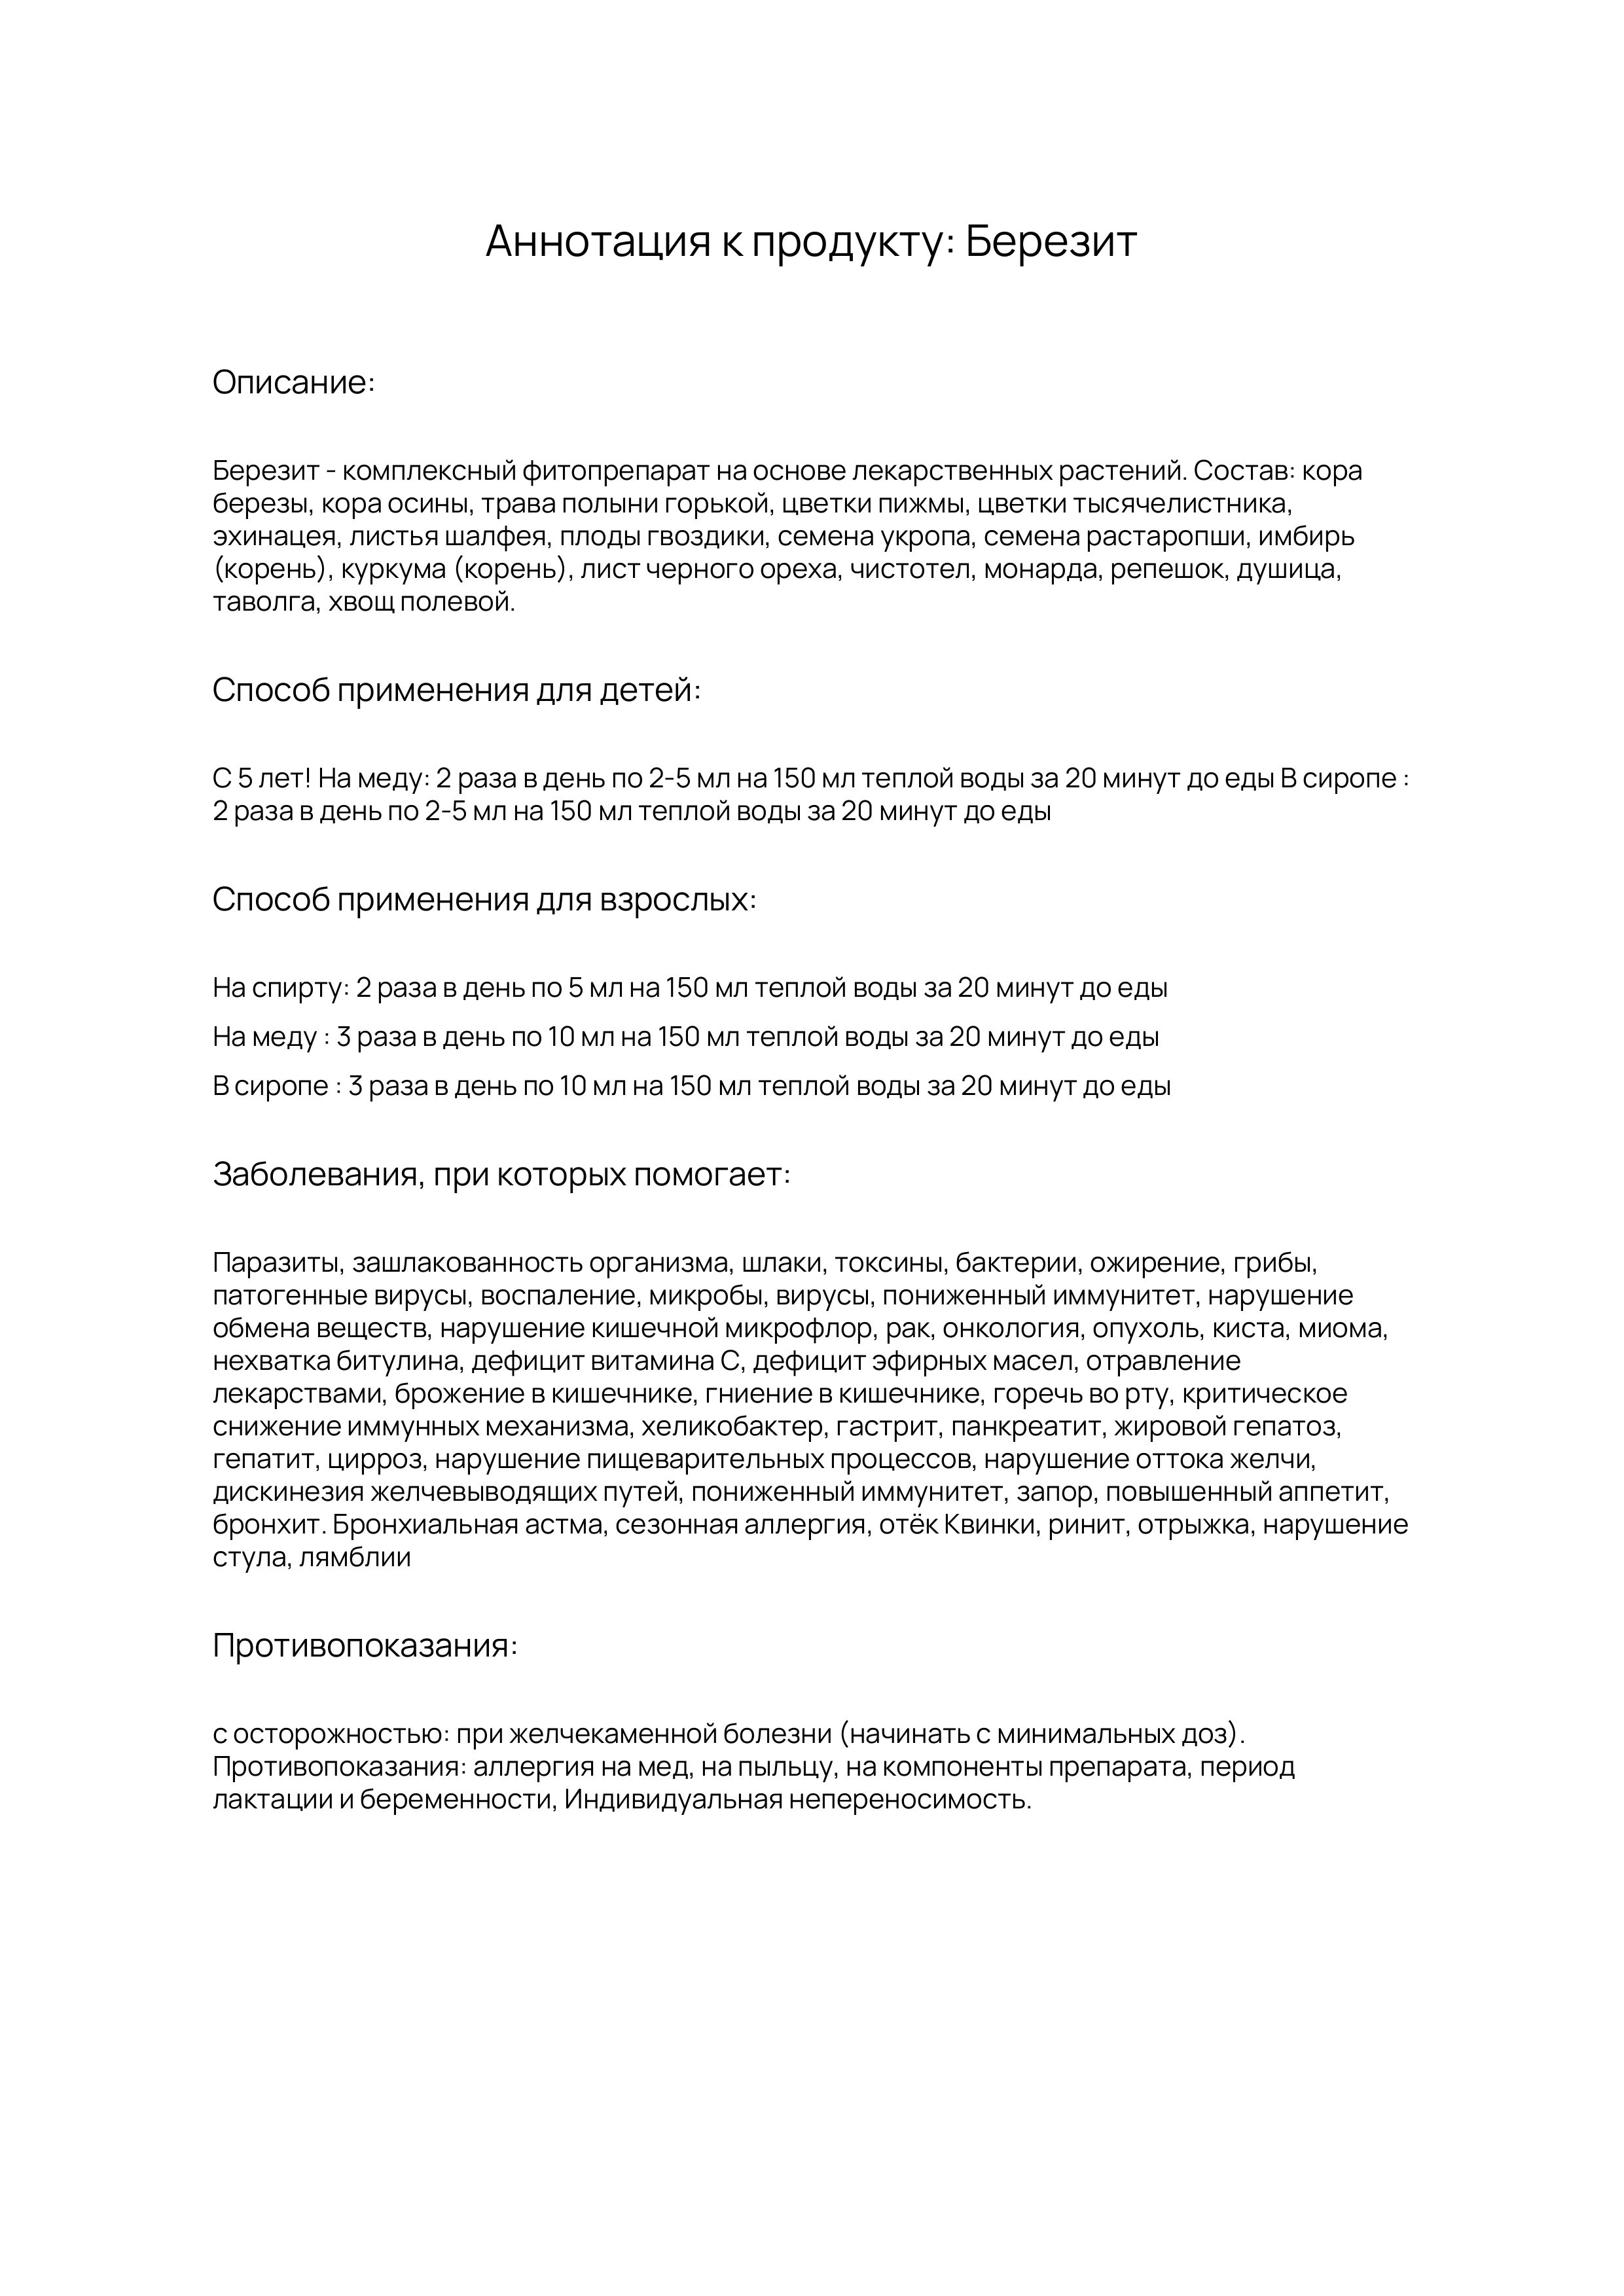 Аннотация к продукту: Березит
Описание:
Березит - комплексный фитопрепарат на основе лекарственных растений. Состав: кора
березы, кора осины, трава полыни горькой, цветки пижмы, цветки тысячелистника,
эхинацея, листья шалфея, плоды гвоздики, семена укропа, семена растаропши, имбирь
(корень), куркума (корень), лист черного ореха, чистотел, монарда, репешок, душица,
таволга, хвощ полевой.
Способ применения для детей:
С 5 лет! На меду: 2 раза в день по 2-5 мл на 150 мл теплой воды за 20 минут до еды В сиропе :
2 раза в день по 2-5 мл на 150 мл теплой воды за 20 минут до еды
Способ применения для взрослых:
На спирту: 2 раза в день по 5 мл на 150 мл теплой воды за 20 минут до еды
На меду : 3 раза в день по 10 мл на 150 мл теплой воды за 20 минут до еды
В сиропе : 3 раза в день по 10 мл на 150 мл теплой воды за 20 минут до еды
Заболевания, при которых помогает:
Паразиты, зашлакованность организма, шлаки, токсины, бактерии, ожирение, грибы,
патогенные вирусы, воспаление, микробы, вирусы, пониженный иммунитет, нарушение
обмена веществ, нарушение кишечной микрофлор, рак, онкология, опухоль, киста, миома,
нехватка битулина, дефицит витамина С, дефицит эфирных масел, отравление
лекарствами, брожение в кишечнике, гниение в кишечнике, горечь во рту, критическое
снижение иммунных механизма, хеликобактер, гастрит, панкреатит, жировой гепатоз,
гепатит, цирроз, нарушение пищеварительных процессов, нарушение оттока желчи,
дискинезия желчевыводящих путей, пониженный иммунитет, запор, повышенный аппетит,
бронхит. Бронхиальная астма, сезонная аллергия, отёк Квинки, ринит, отрыжка, нарушение
стула, лямблии
Противопоказания:
с осторожностью: при желчекаменной болезни (начинать с минимальных доз).
Противопоказания: аллергия на мед, на пыльцу, на компоненты препарата, период
лактации и беременности, Индивидуальная непереносимость.